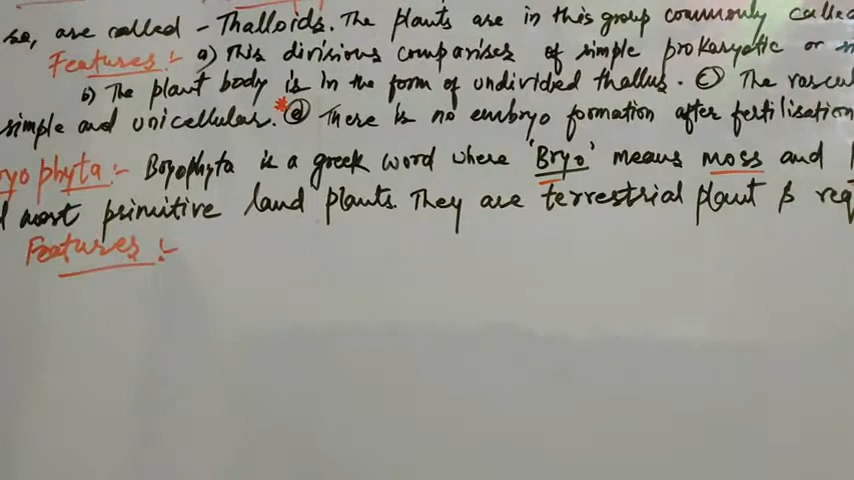 so, are called - Thalloids. The plants are in this group commonly called
Features :- a) This divisions comparises of simple prokaryotic or
b) The plant body is in the form of undivided thallus. c) The vascul
simple and unicellular. * d) There is no embryo formation after fertilisation
ryophyta :- Bryophyta is a greek word where 'Bryo' means moss and
most primitive land plants. They are terrestrial plant & req
Features :-